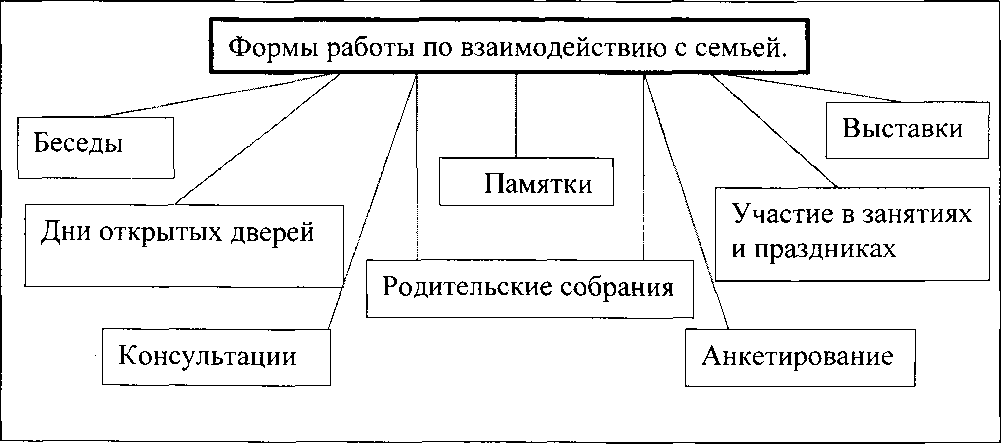 Формы работы по взаимодействию с семьей.
Беседы
Выставки
Памятки
Дни открытых дверей
Участие в занятиях
и праздниках
Родительские собрания
Консультации
Анкетирование